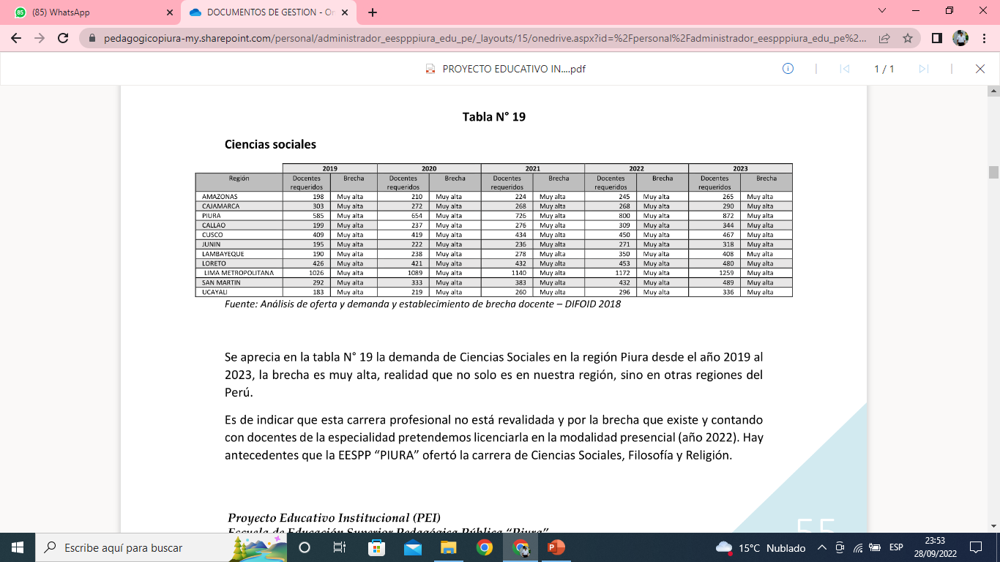 (85) WhatsApp
DOCUMENTOS DE GESTION - On
pedagogicopiura-my.sharepoint.com/personal/administrador_eespppiura_edu_pe/_layouts/15/onedrive.aspx?id=%2Fpersonal%2Fadministrador_eespppiura_edu_pe%2...
PROYECTO EDUCATIVO IN....pdf
1 / 1
Tabla N° 19
Ciencias sociales
2019 2020 2021 2022 2023
Región Docentes requeridos Brecha Docentes requeridos Brecha Docentes requeridos Brecha Docentes requeridos Brecha Docentes requeridos Brecha
AMAZONAS 198 Muy alta 210 Muy alta 224 Muy alta 245 Muy alta 265 Muy alta
CAJAMARCA 303 Muy alta 272 Muy alta 268 Muy alta 268 Muy alta 290 Muy alta
PIURA 585 Muy alta 654 Muy alta 726 Muy alta 800 Muy alta 872 Muy alta
CALLAO 199 Muy alta 237 Muy alta 276 Muy alta 309 Muy alta 344 Muy alta
CUSCO 409 Muy alta 419 Muy alta 434 Muy alta 450 Muy alta 467 Muy alta
JUNIN 195 Muy alta 222 Muy alta 236 Muy alta 271 Muy alta 318 Muy alta
LAMBAYEQUE 190 Muy alta 238 Muy alta 278 Muy alta 350 Muy alta 408 Muy alta
LORETO 426 Muy alta 421 Muy alta 432 Muy alta 453 Muy alta 480 Muy alta
LIMA METROPOLITANA 1026 Muy alta 1089 Muy alta 1140 Muy alta 1172 Muy alta 1259 Muy alta
SAN MARTIN 292 Muy alta 333 Muy alta 383 Muy alta 432 Muy alta 489 Muy alta
UCAYALI 183 Muy alta 219 Muy alta 260 Muy alta 296 Muy alta 336 Muy alta
Fuente: Análisis de oferta y demanda y establecimiento de brecha docente – DIFOID 2018
Se aprecia en la tabla N° 19 la demanda de Ciencias Sociales en la región Piura desde el año 2019 al
2023, la brecha es muy alta, realidad que no solo es en nuestra región, sino en otras regiones del
Perú.
Es de indicar que esta carrera profesional no está revalidada y por la brecha que existe y contando
con docentes de la especialidad pretendemos licenciarla en la modalidad presencial (año 2022). Hay
antecedentes que la EESPP “PIURA” ofertó la carrera de Ciencias Sociales, Filosofía y Religión.
Proyecto Educativo Institucional (PEI)
Escuela de Educación Superior Pedagógica Pública “Piura”
55
Escribe aquí para buscar
15°C Nublado
ESP
23:53
28/09/2022